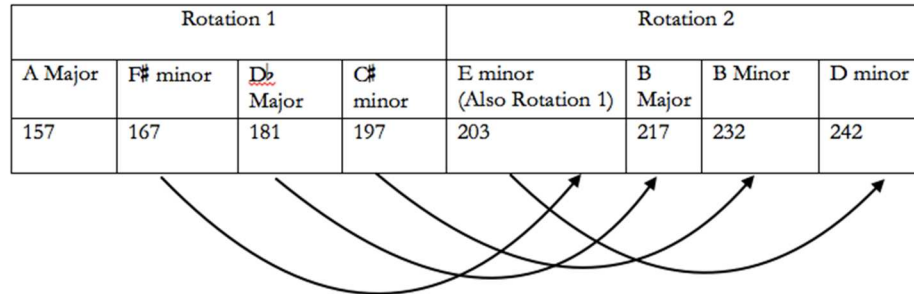 Rotation 1 Rotation 2
A Major F♯ minor D♭ C♯ E minor B B Minor D minor
Major minor (Also Rotation 1) Major
157 167 181 197 203 217 232 242